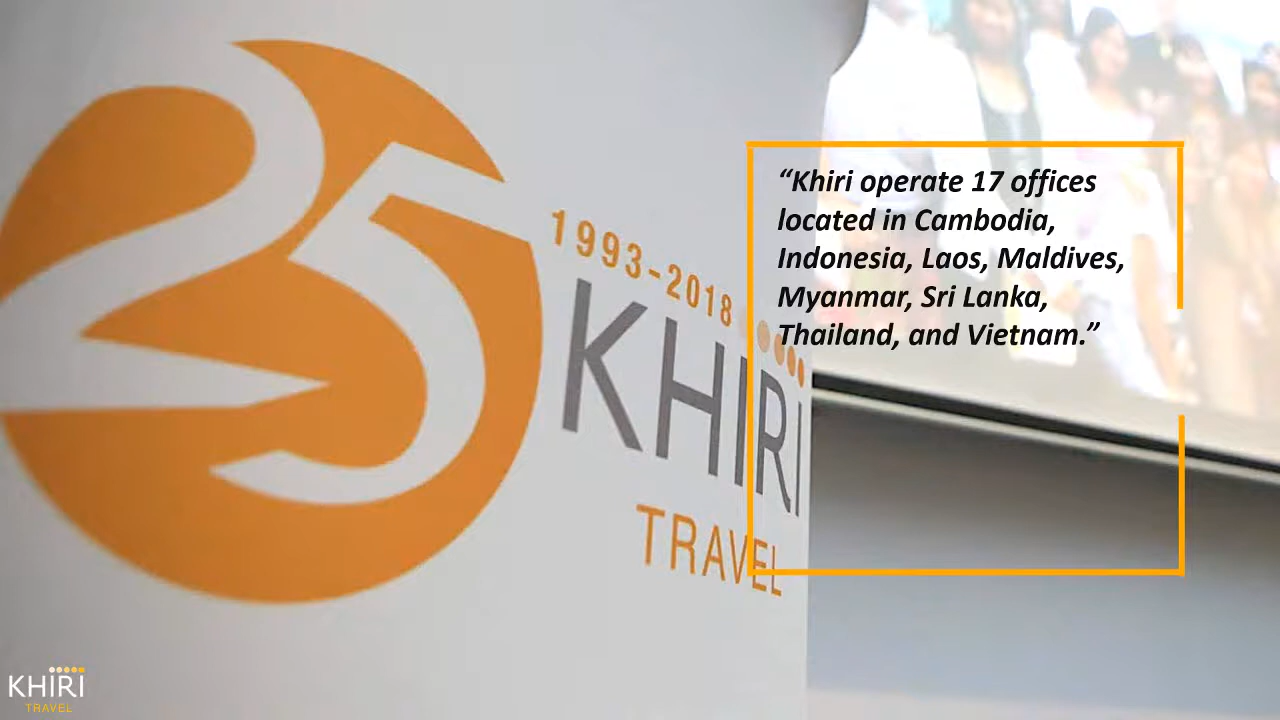 25
1993-2018
KHIRI
TRAVEL
“Khiri operate 17 offices
located in Cambodia,
Indonesia, Laos, Maldives,
Myanmar, Sri Lanka,
Thailand, and Vietnam.”
KHIRI
TRAVEL